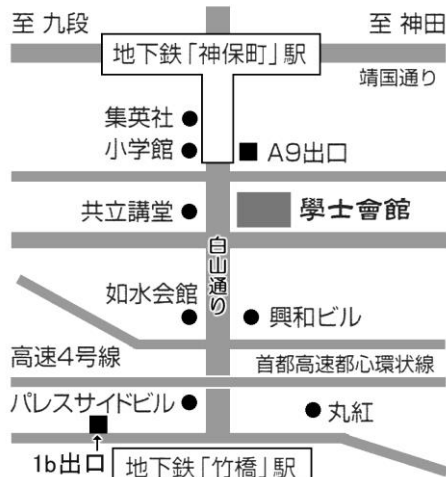 至 九段
至 神田
地下鉄「神保町」駅
靖国通り
集英社
小学館
A9出口
共立講堂
學士會館
白山通り
如水会館
興和ビル
高速4号線
首都高速都心環状線
パレスサイドビル
丸紅
1b出口
地下鉄「竹橋」駅